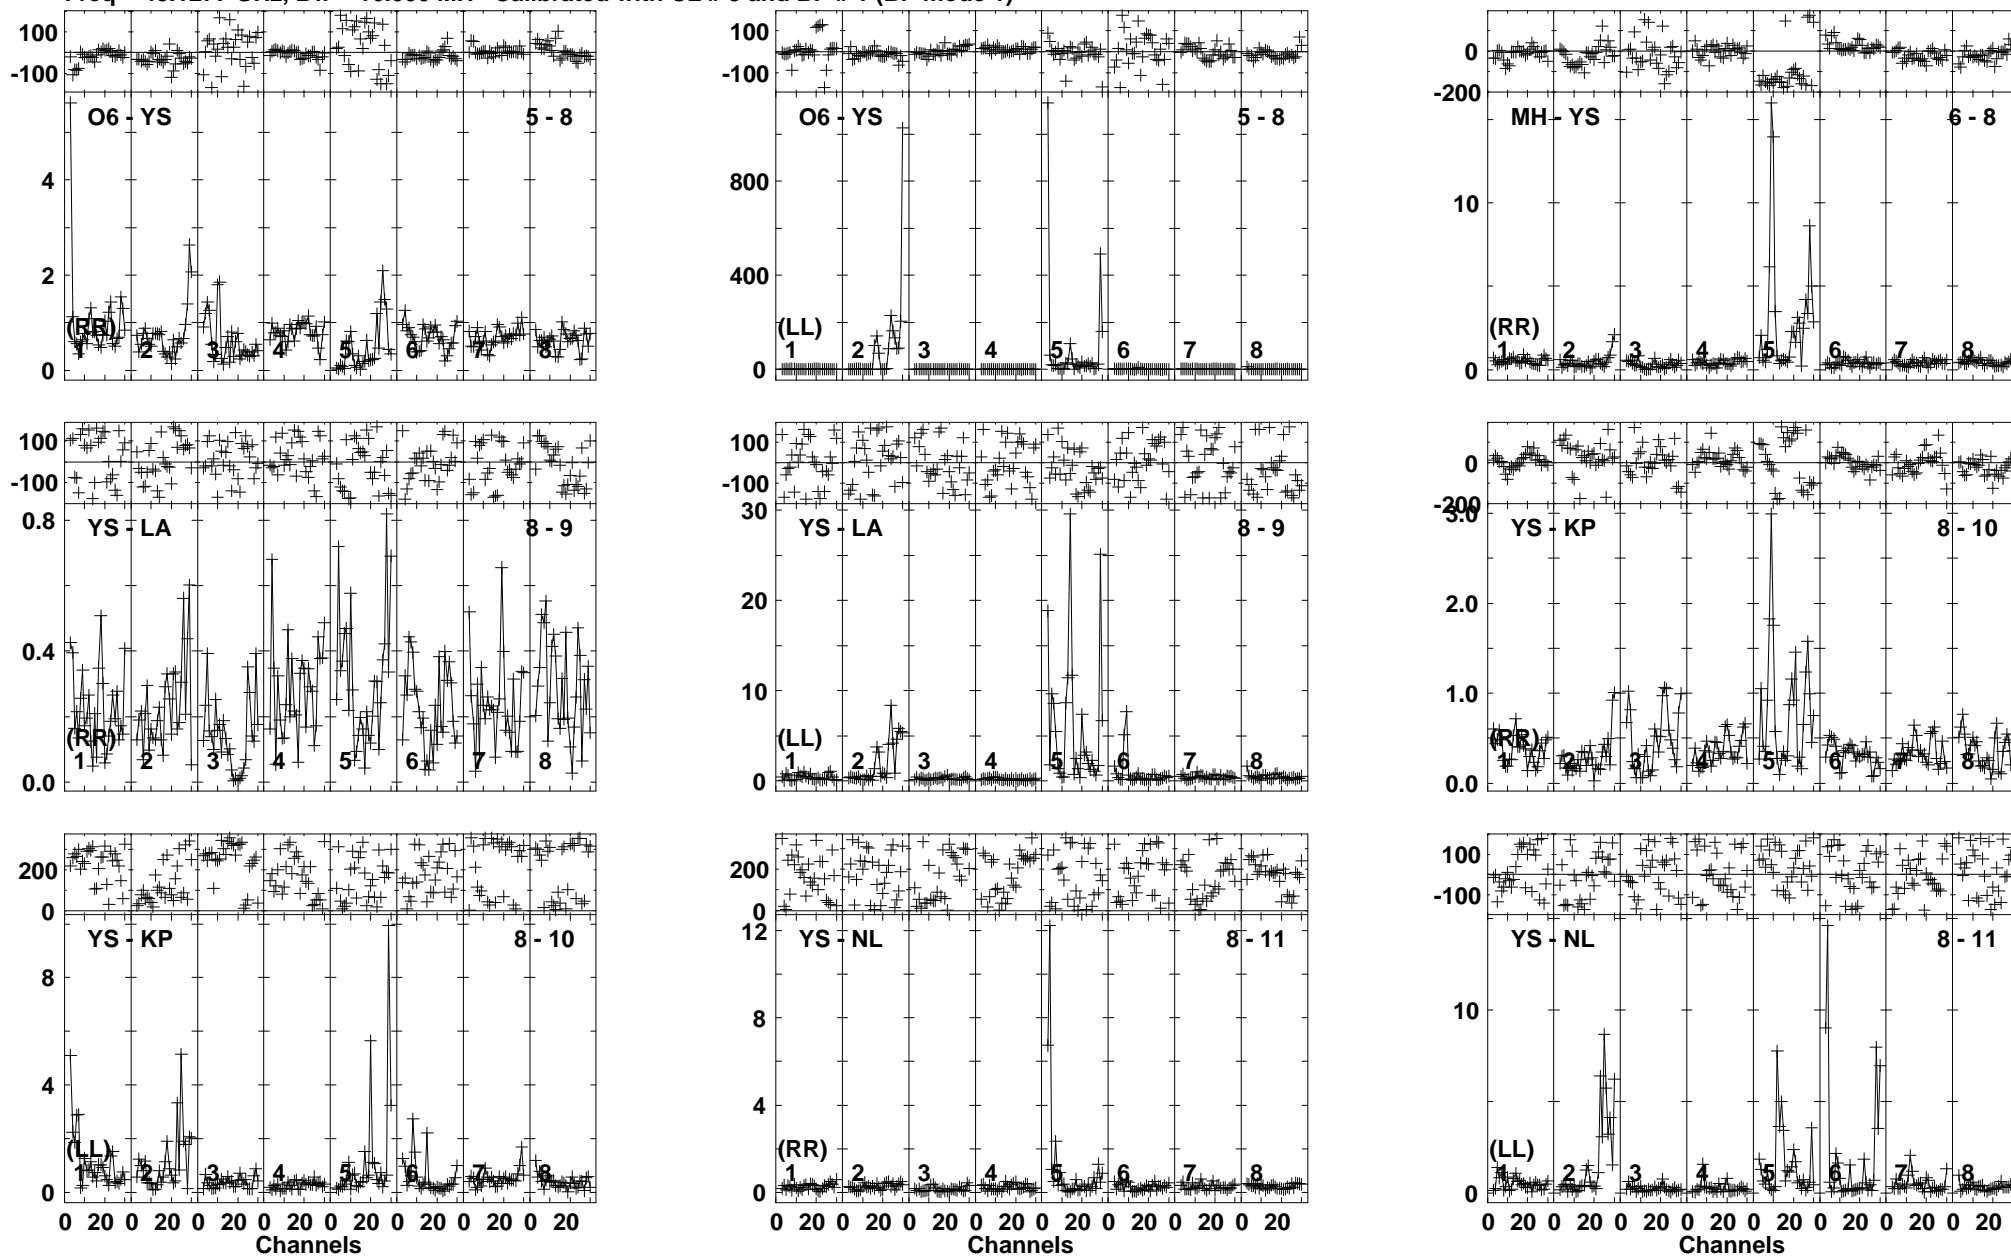 100 -100 O6 - YS 5 - 8 4 2 0 (RR) 1 2 3 4 5 6 7 8
100 -100 O6 - YS 5 - 8 800 400 0 (LL) 1 2 3 4 5 6 7 8
0 -200 MH - YS 6 - 8 10 0 (RR) 1 2 3 4 5 6 7 8
100 -100 YS - LA 8 - 9 0.8 0.4 0.0 (RR) 1 2 3 4 5 6 7 8
100 -100 YS - LA 8 - 9 30 20 10 0 (LL) 1 2 3 4 5 6 7 8
0 -200 YS - KP 8 - 10 3.0 2.0 1.0 0.0 (RR) 1 2 3 4 5 6 7 8
200 0 YS - KP 8 - 10 8 4 0 (LL) 1 2 3 4 5 6 7 8
200 0 YS - NL 8 - 11 12 8 4 0 (RR) 1 2 3 4 5 6 7 8
100 -100 YS - NL 8 - 11 10 0 (LL) 1 2 3 4 5 6 7 8
0 20 0 20 0 20 0 20 0 20 0 20 0 20 0 20
0 20 0 20 0 20 0 20 0 20 0 20 0 20 0 20
0 20 0 20 0 20 0 20 0 20 0 20 0 20 0 20
Channels
Channels
Channels